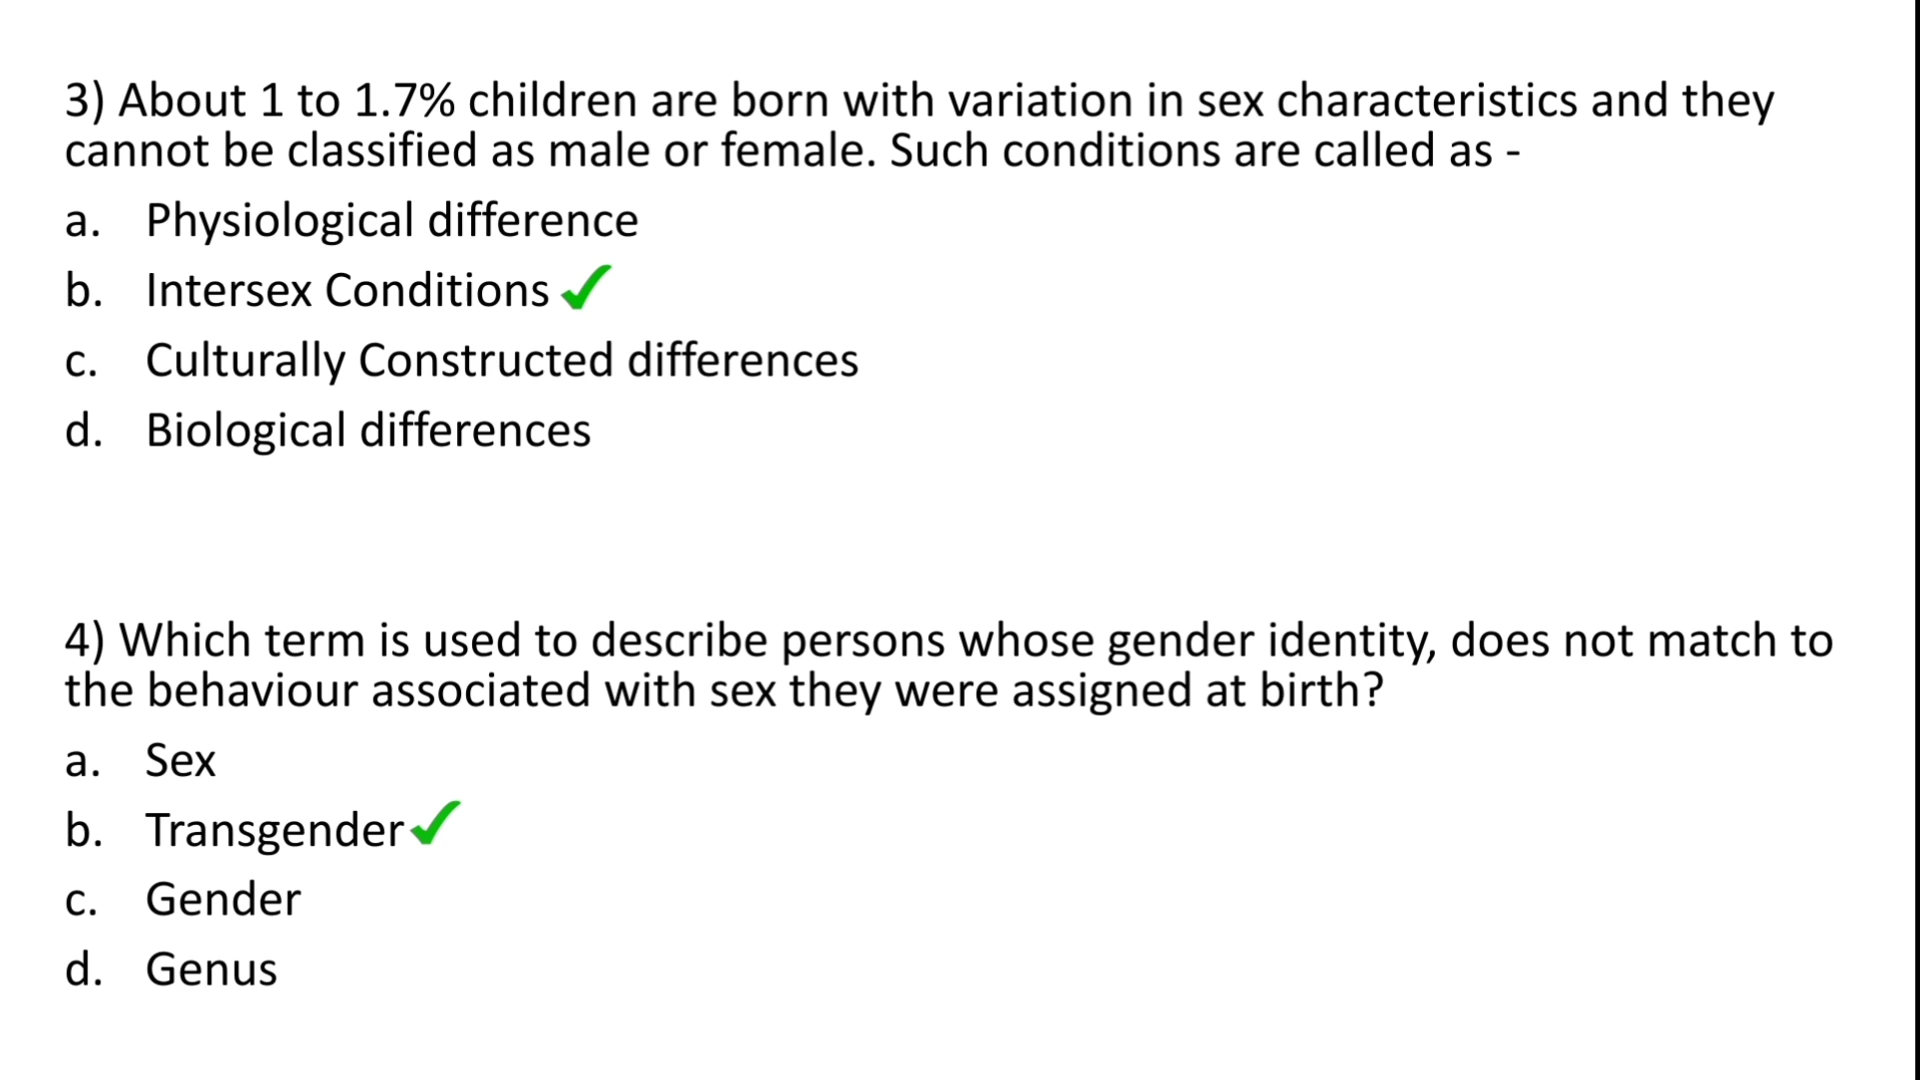 3) About 1 to 1.7% children are born with variation in sex characteristics and they
cannot be classified as male or female. Such conditions are called as -
a. Physiological difference
b. Intersex Conditions
c. Culturally Constructed differences
d. Biological differences
4) Which term is used to describe persons whose gender identity, does not match to
the behaviour associated with sex they were assigned at birth?
a. Sex
b. Transgender
c. Gender
d. Genus